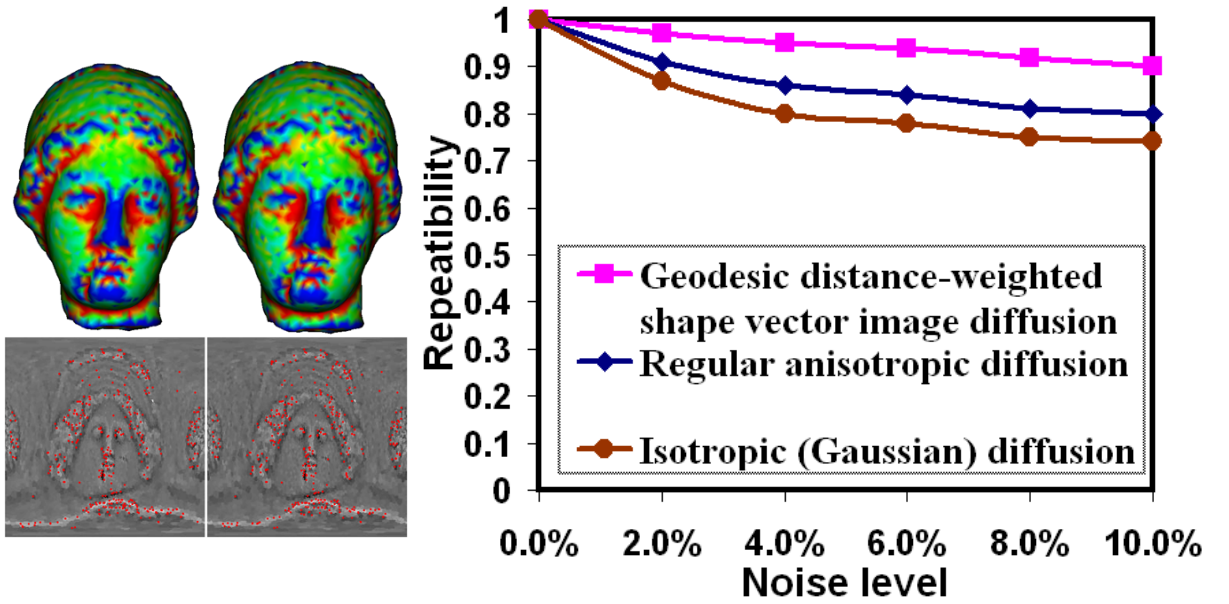 1
0.9
0.8
0.7
0.6
0.5
0.4
0.3
0.2
0.1
0
Repeatibility
Geodesic distance-weighted
shape vector image diffusion
Regular anisotropic diffusion
Isotropic (Gaussian) diffusion
0.0% 2.0% 4.0% 6.0% 8.0% 10.0%
Noise level